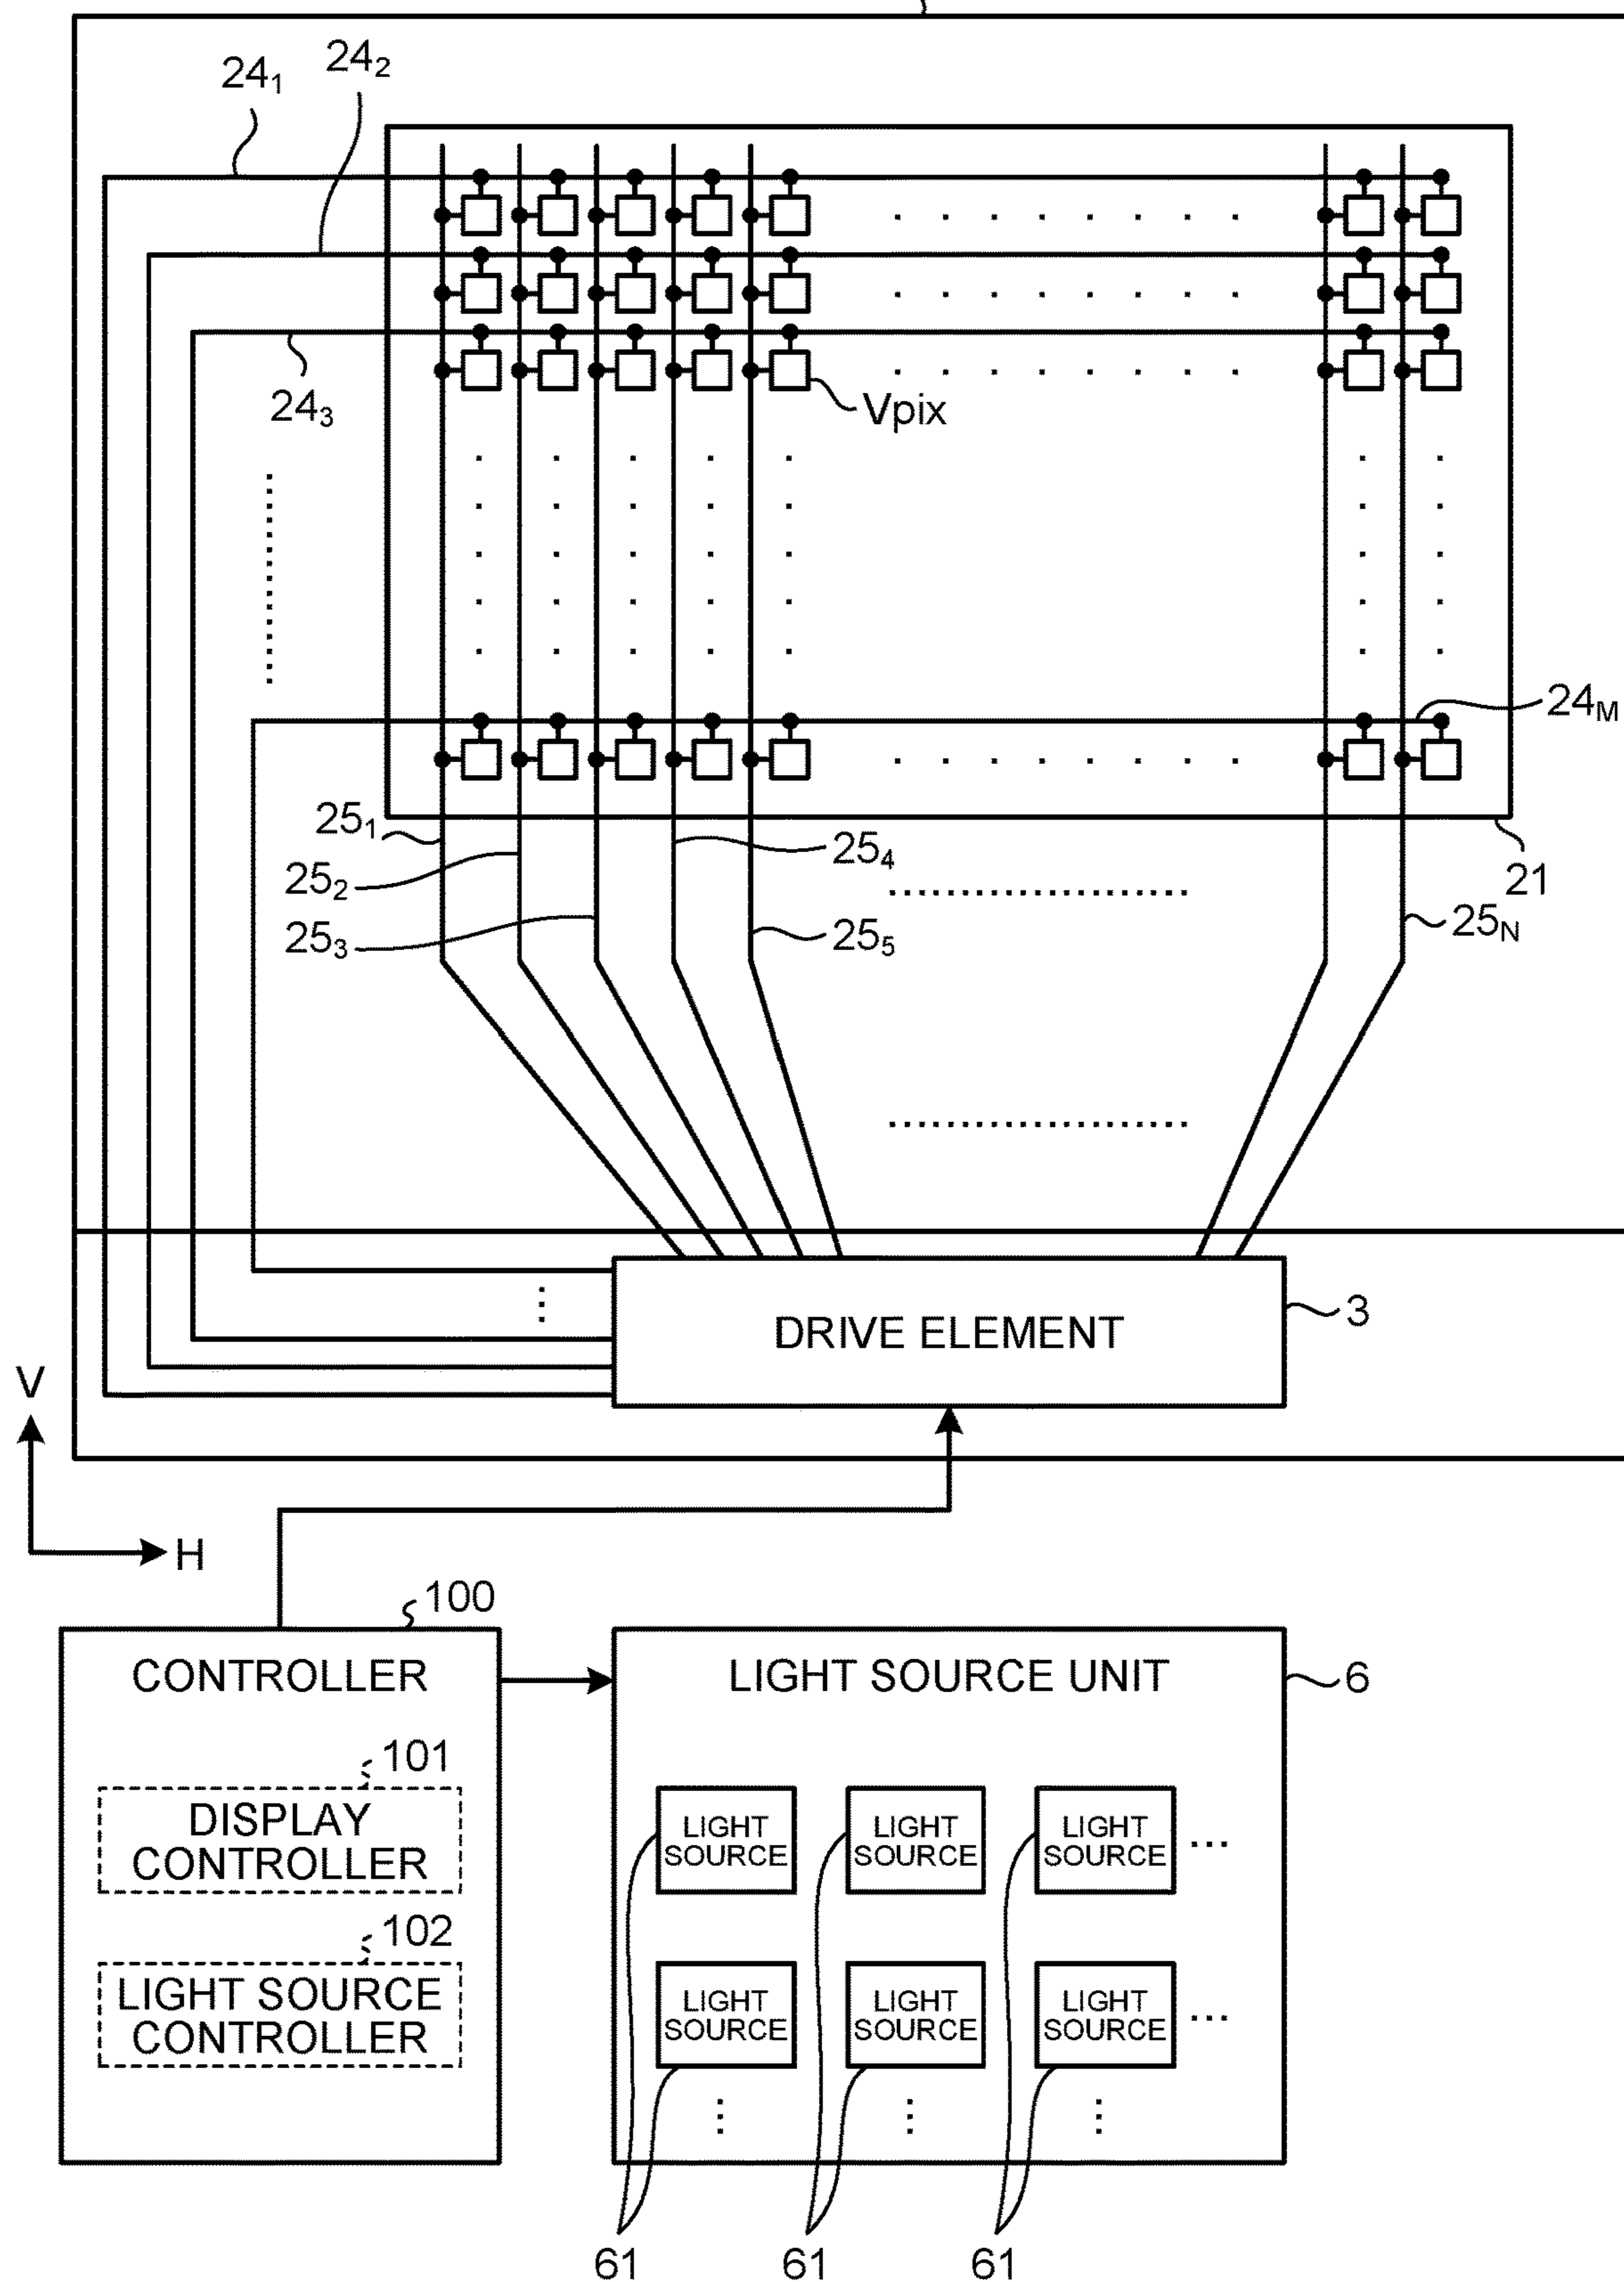 24₁
24₂
24₃
Vpix
24M
25₁
25₂
25₃
25₄
25₅
21
25N
DRIVE ELEMENT
3
V
H
100
CONTROLLER
101
DISPLAY
CONTROLLER
102
LIGHT SOURCE
CONTROLLER
LIGHT SOURCE UNIT
6
LIGHT
SOURCE
LIGHT
SOURCE
LIGHT
SOURCE
...
LIGHT
SOURCE
LIGHT
SOURCE
LIGHT
SOURCE
...
61
61
61